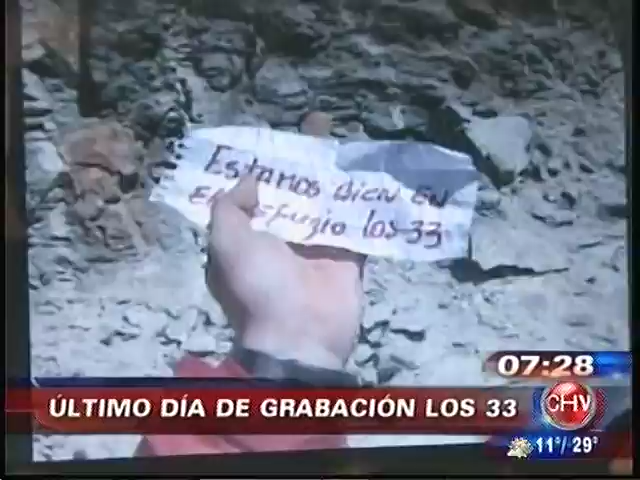 Estamos bien en
El refugio los 33
07:28
ÚLTIMO DÍA DE GRABACIÓN LOS 33
CHV
11°/29°